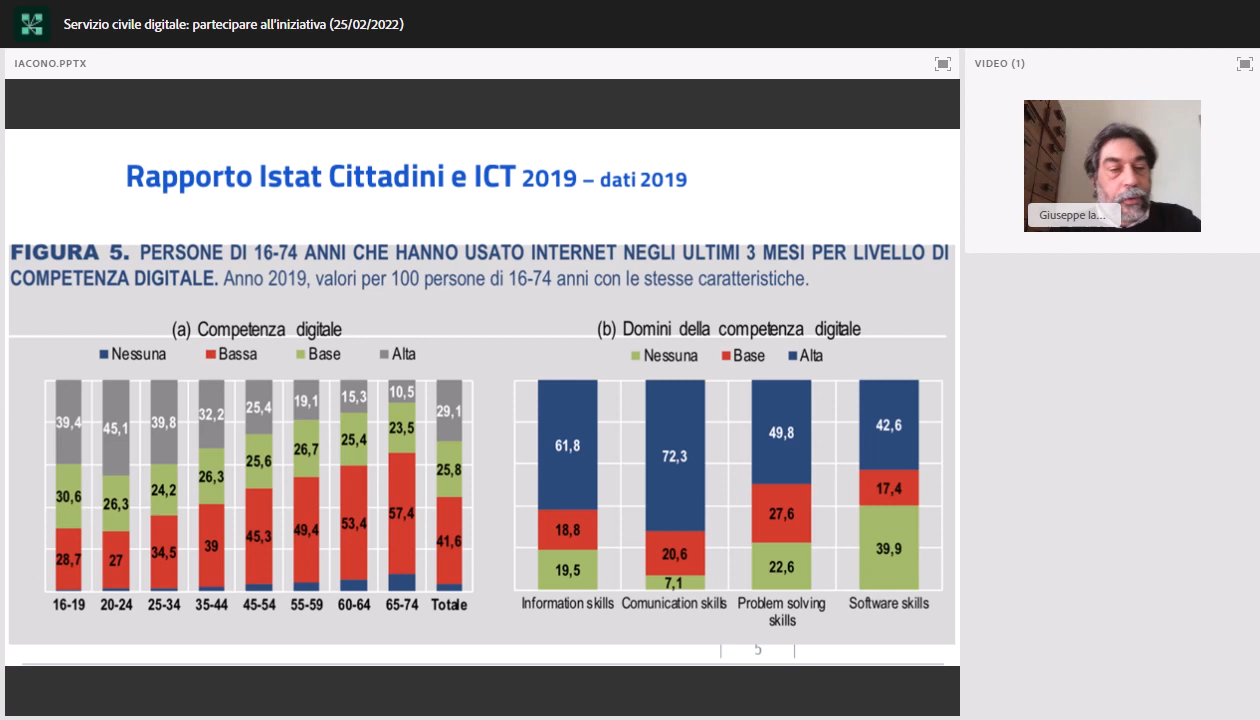 Servizio civile digitale: partecipare all'iniziativa (25/02/2022)
IACONO.PPTX
VIDEO (1)
Giuseppe Ia...
Rapporto Istat Cittadini e ICT 2019 – dati 2019
FIGURA 5. PERSONE DI 16-74 ANNI CHE HANNO USATO INTERNET NEGLI ULTIMI 3 MESI PER LIVELLO DI
COMPETENZA DIGITALE. Anno 2019, valori per 100 persone di 16-74 anni con le stesse caratteristiche.
(a) Competenza digitale
Nessuna Bassa Base Alta
39,4 45,1 39,8 32,2 25,4 19,1 15,3 10,5 29,1
30,6 26,3 24,2 26,3 25,6 26,7 25,4 23,5 25,8
28,7 27 34,5 39 45,3 49,4 53,4 57,4 41,6
16-19 20-24 25-34 35-44 45-54 55-59 60-64 65-74 Totale
(b) Domini della competenza digitale
Nessuna Base Alta
61,8 72,3 49,8 42,6
18,8 20,6 27,6 17,4
19,5 7,1 22,6 39,9
Information skills Comunication skills Problem solving Software skills
skills
5